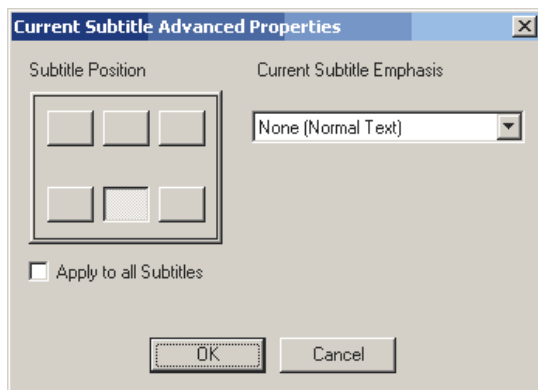 Current Subtitle Advanced Properties
Subtitle Position
Current Subtitle Emphasis
None (Normal Text)
Apply to all Subtitles
OK
Cancel